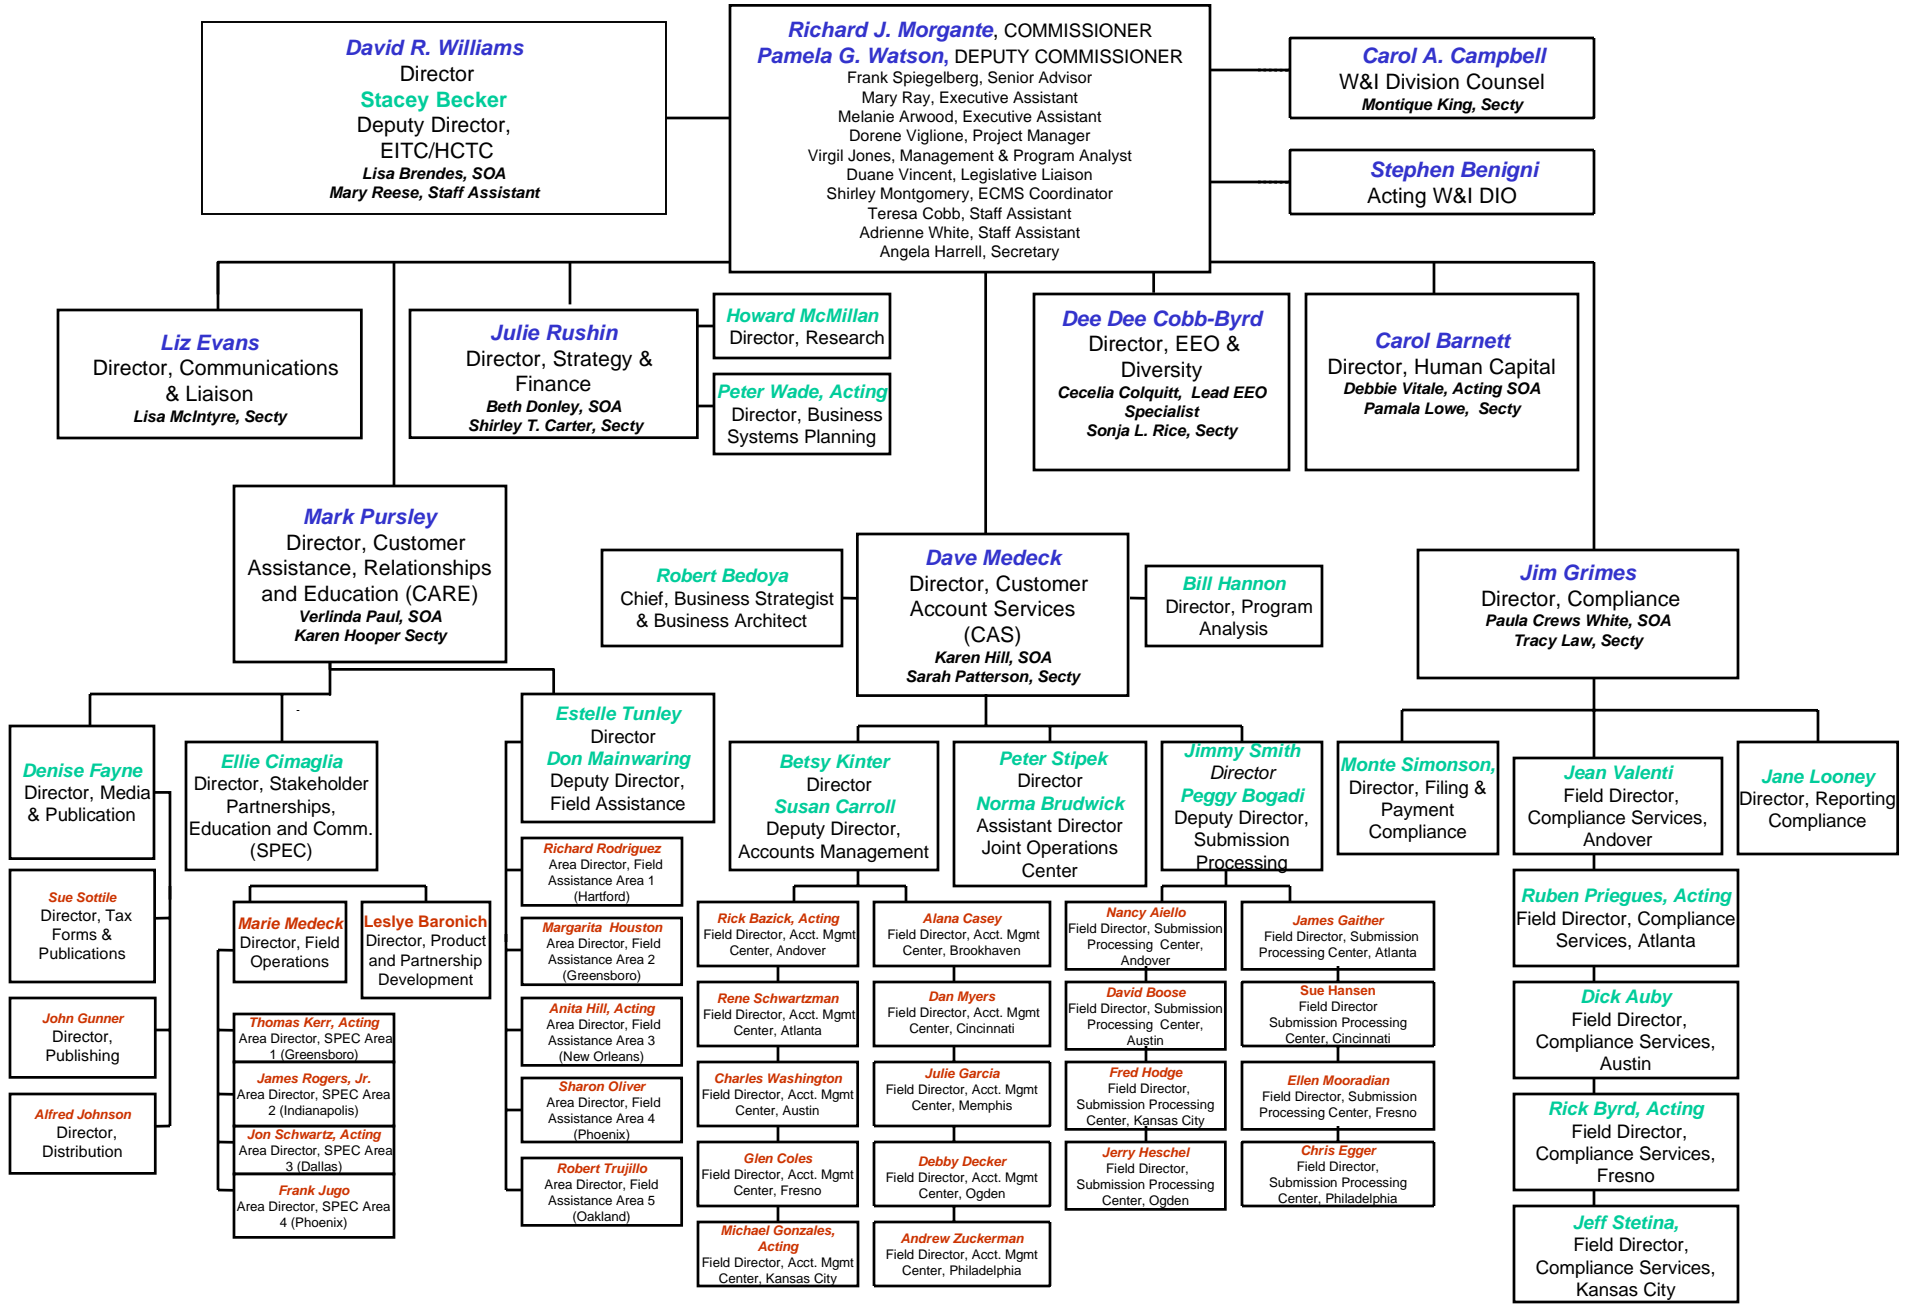 David R. Williams
Director
Stacey Becker
Deputy Director,
EITC/HCTC
Lisa Brendes, SOA
Mary Reese, Staff Assistant
Richard J. Morgante, COMMISSIONER
Pamela G. Watson, DEPUTY COMMISSIONER
Frank Spiegelberg, Senior Advisor
Mary Ray, Executive Assistant
Melanie Arwood, Executive Assistant
Dorene Viglione, Project Manager
Virgil Jones, Management & Program Analyst
Duane Vincent, Legislative Liaison
Shirley Montgomery, ECMS Coordinator
Teresa Cobb, Staff Assistant
Adrienne White, Staff Assistant
Angela Harrell, Secretary
Carol A. Campbell
W&I Division Counsel
Montique King, Secty
Stephen Benigni
Acting W&I DIO
Liz Evans
Director, Communications
& Liaison
Lisa McIntyre, Secty
Julie Rushin
Director, Strategy &
Finance
Beth Donley, SOA
Shirley T. Carter, Secty
Howard McMillan
Director, Research
Peter Wade, Acting
Director, Business
Systems Planning
Dee Dee Cobb-Byrd
Director, EEO &
Diversity
Cecelia Colquitt, Lead EEO
Specialist
Sonja L. Rice, Secty
Carol Barnett
Director, Human Capital
Debbie Vitale, Acting SOA
Pamala Lowe, Secty
Mark Pursley
Director, Customer
Assistance, Relationships
and Education (CARE)
Verlinda Paul, SOA
Karen Hooper Secty
Robert Bedoya
Chief, Business Strategist
& Business Architect
Dave Medeck
Director, Customer
Account Services
(CAS)
Karen Hill, SOA
Sarah Patterson, Secty
Bill Hannon
Director, Program
Analysis
Jim Grimes
Director, Compliance
Paula Crews White, SOA
Tracy Law, Secty
Denise Fayne
Director, Media
& Publication
Sue Sottile
Director, Tax
Forms &
Publications
John Gunner
Director,
Publishing
Alfred Johnson
Director,
Distribution
-
Ellie Cimaglia
Director, Stakeholder
Partnerships,
Education and Comm.
(SPEC)
Marie Medeck
Director, Field
Operations
Leslye Baronich
Director, Product
and Partnership
Development
Thomas Kerr, Acting
Area Director, SPEC Area
1 (Greensboro)
James Rogers, Jr.
Area Director, SPEC Area
2 (Indianapolis)
Jon Schwartz, Acting
Area Director, SPEC Area
3 (Dallas)
Frank Jugo
Area Director, SPEC Area
4 (Phoenix)
Estelle Tunley
Director
Don Mainwaring
Deputy Director,
Field Assistance
Richard Rodriguez
Area Director, Field
Assistance Area 1
(Hartford)
Margarita Houston
Area Director, Field
Assistance Area 2
(Greensboro)
Anita Hill, Acting
Area Director, Field
Assistance Area 3
(New Orleans)
Sharon Oliver
Area Director, Field
Assistance Area 4
(Phoenix)
Robert Trujillo
Area Director, Field
Assistance Area 5
(Oakland)
Betsy Kinter
Director
Susan Carroll
Deputy Director,
Accounts Management
Rick Bazick, Acting
Field Director, Acct. Mgmt
Center, Andover
Rene Schwartzman
Field Director, Acct. Mgmt
Center, Atlanta
Charles Washington
Field Director, Acct. Mgmt
Center, Austin
Glen Coles
Field Director, Acct. Mgmt
Center, Fresno
Michael Gonzales,
Acting
Field Director, Acct. Mgmt
Center, Kansas City
Alana Casey
Field Director, Acct. Mgmt
Center, Brookhaven
Dan Myers
Field Director, Acct. Mgmt
Center, Cincinnati
Julie Garcia
Field Director, Acct. Mgmt
Center, Memphis
Debby Decker
Field Director, Acct. Mgmt
Center, Ogden
Andrew Zuckerman
Field Director, Acct. Mgmt
Center, Philadelphia
Peter Stipek
Director
Norma Brudwick
Assistant Director
Joint Operations
Center
Jimmy Smith
Director
Peggy Bogadi
Deputy Director,
Submission
Processing
Nancy Aiello
Field Director, Submission
Processing Center,
Andover
David Boose
Field Director, Submission
Processing Center,
Austin
Fred Hodge
Field Director,
Submission Processing
Center, Kansas City
Jerry Heschel
Field Director,
Submission Processing
Center, Ogden
James Gaither
Field Director, Submission
Processing Center, Atlanta
Sue Hansen
Field Director
Submission Processing
Center, Cincinnati
Ellen Mooradian
Field Director, Submission
Processing Center, Fresno
Chris Egger
Field Director,
Submission Processing
Center, Philadelphia
Monte Simonson,
Director, Filing &
Payment
Compliance
Jean Valenti
Field Director,
Compliance Services,
Andover
Ruben Priegues, Acting
Field Director, Compliance
Services, Atlanta
Dick Auby
Field Director,
Compliance Services,
Austin
Rick Byrd, Acting
Field Director,
Compliance Services,
Fresno
Jeff Stetina,
Field Director,
Compliance Services,
Kansas City
Jane Looney
Director, Reporting
Compliance